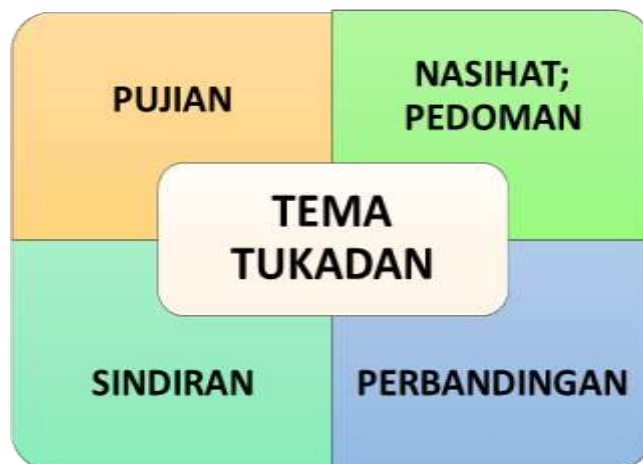 PUJIAN
NASIHAT;
PEDOMAN
TEMA
TUKADAN
SINDIRAN
PERBANDINGAN